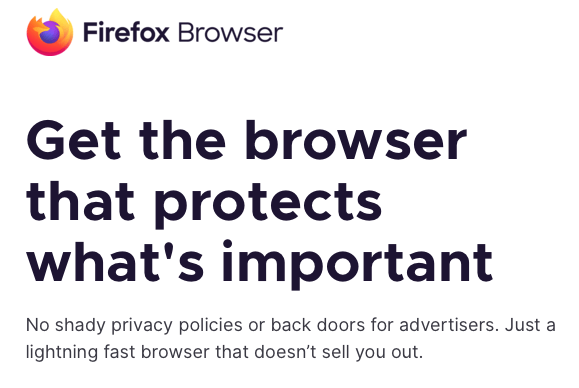 Firefox Browser
Get the browser
that protects
what's important
No shady privacy policies or back doors for advertisers. Just a
lightning fast browser that doesn’t sell you out.